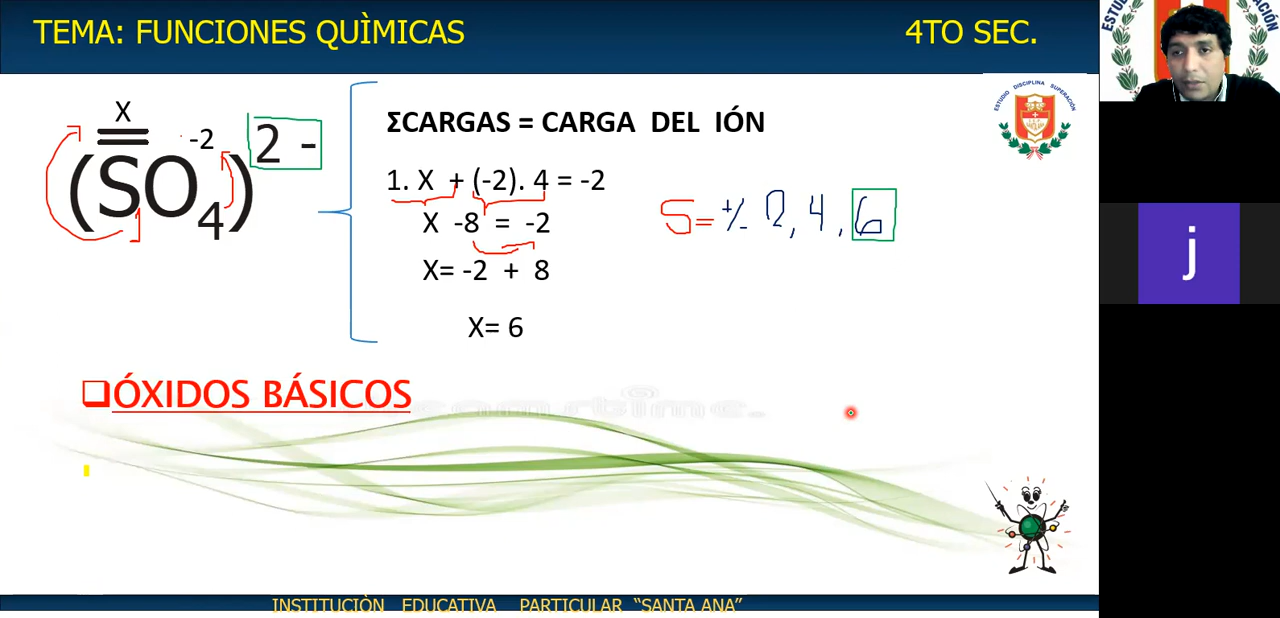 TEMA: FUNCIONES QUÌMICAS
4TO SEC.
X
-2
(SO4)2 -
1
ΣCARGAS = CARGA DEL IÓN
1. X + (-2). 4 = -2
X -8 = -2
X= -2 + 8
X= 6
S = +/- 2, 4, 6
ESTUDIO DISCIPLINA SUPERACIÓN
ÓXIDOS BÁSICOS
j
INSTITUCIÒN EDUCATIVA PARTICULAR “SANTA ANA”